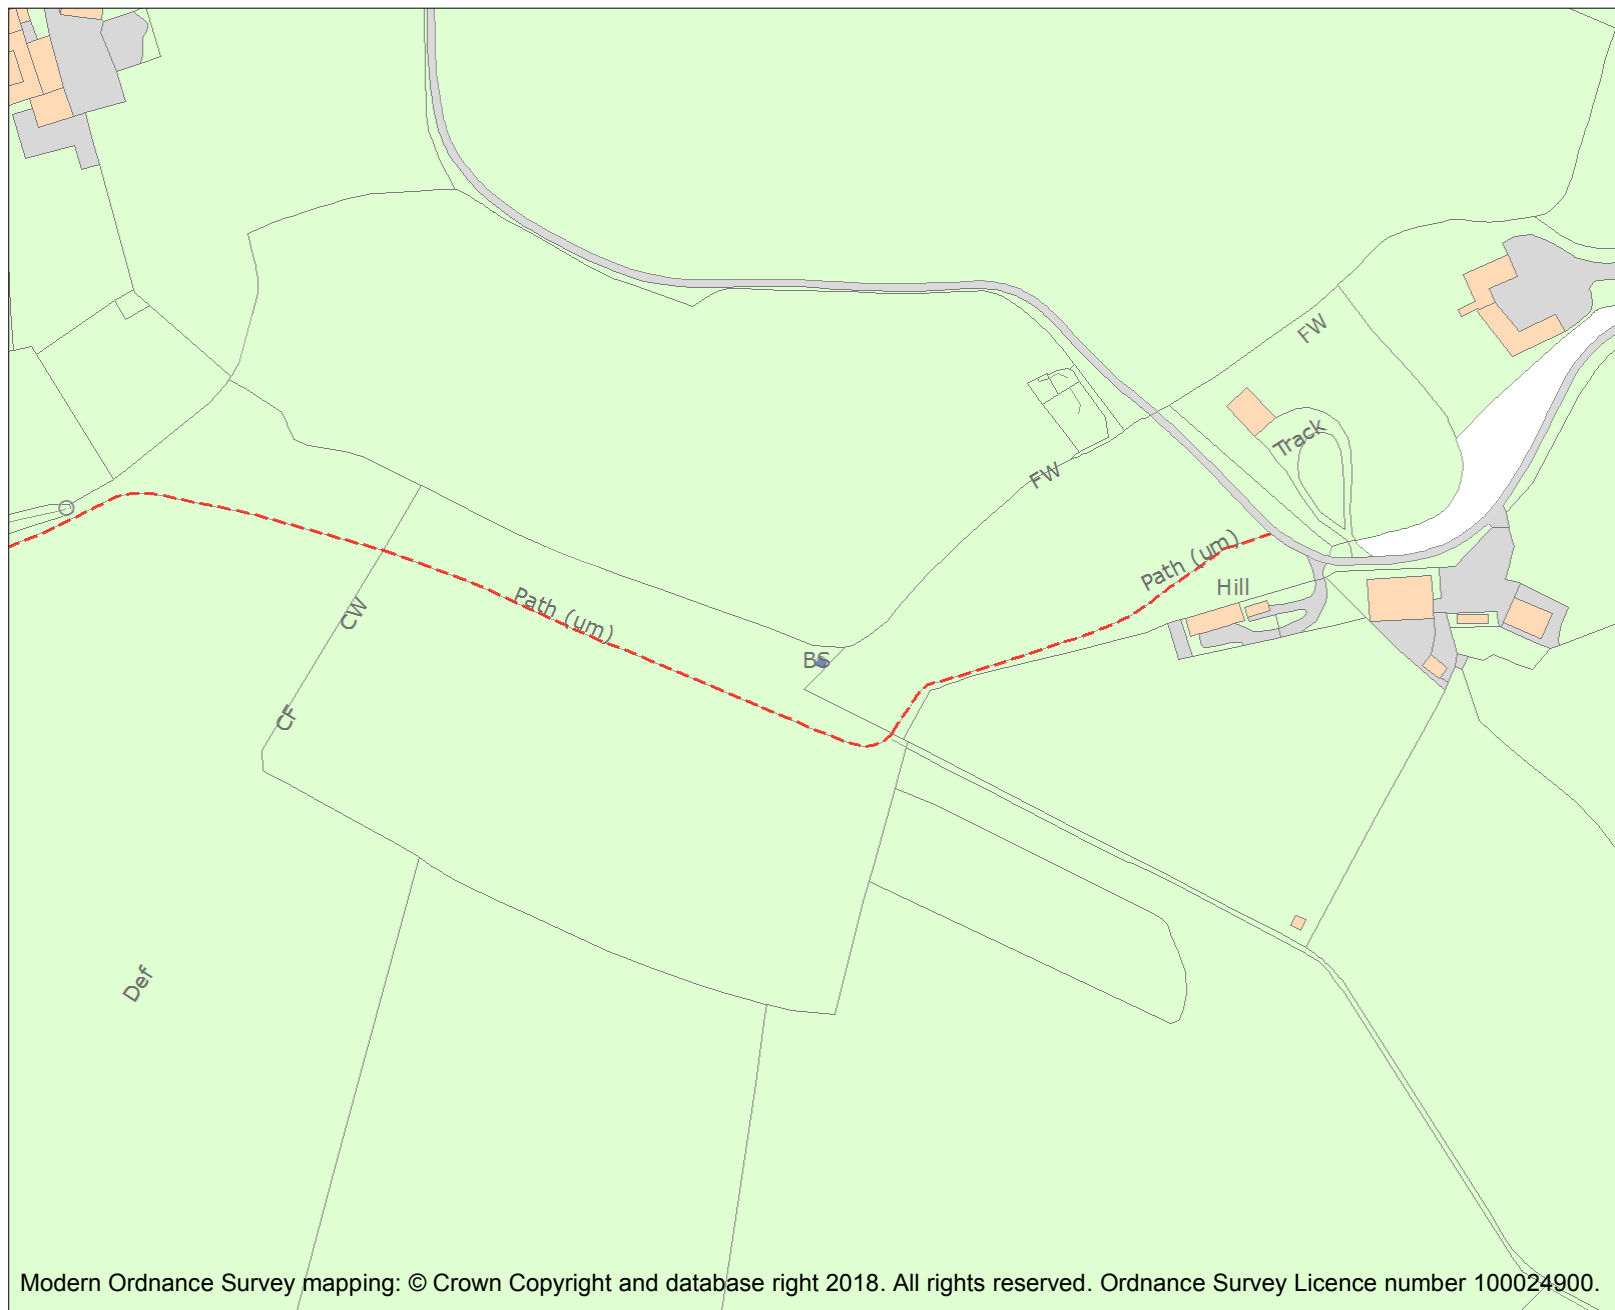 FW
Track
FW
Path (um)
Hill
Path (um)
CW
BS
CF
Def
Modern Ordnance Survey mapping: © Crown Copyright and database right 2018. All rights reserved. Ordnance Survey Licence number 100024900.